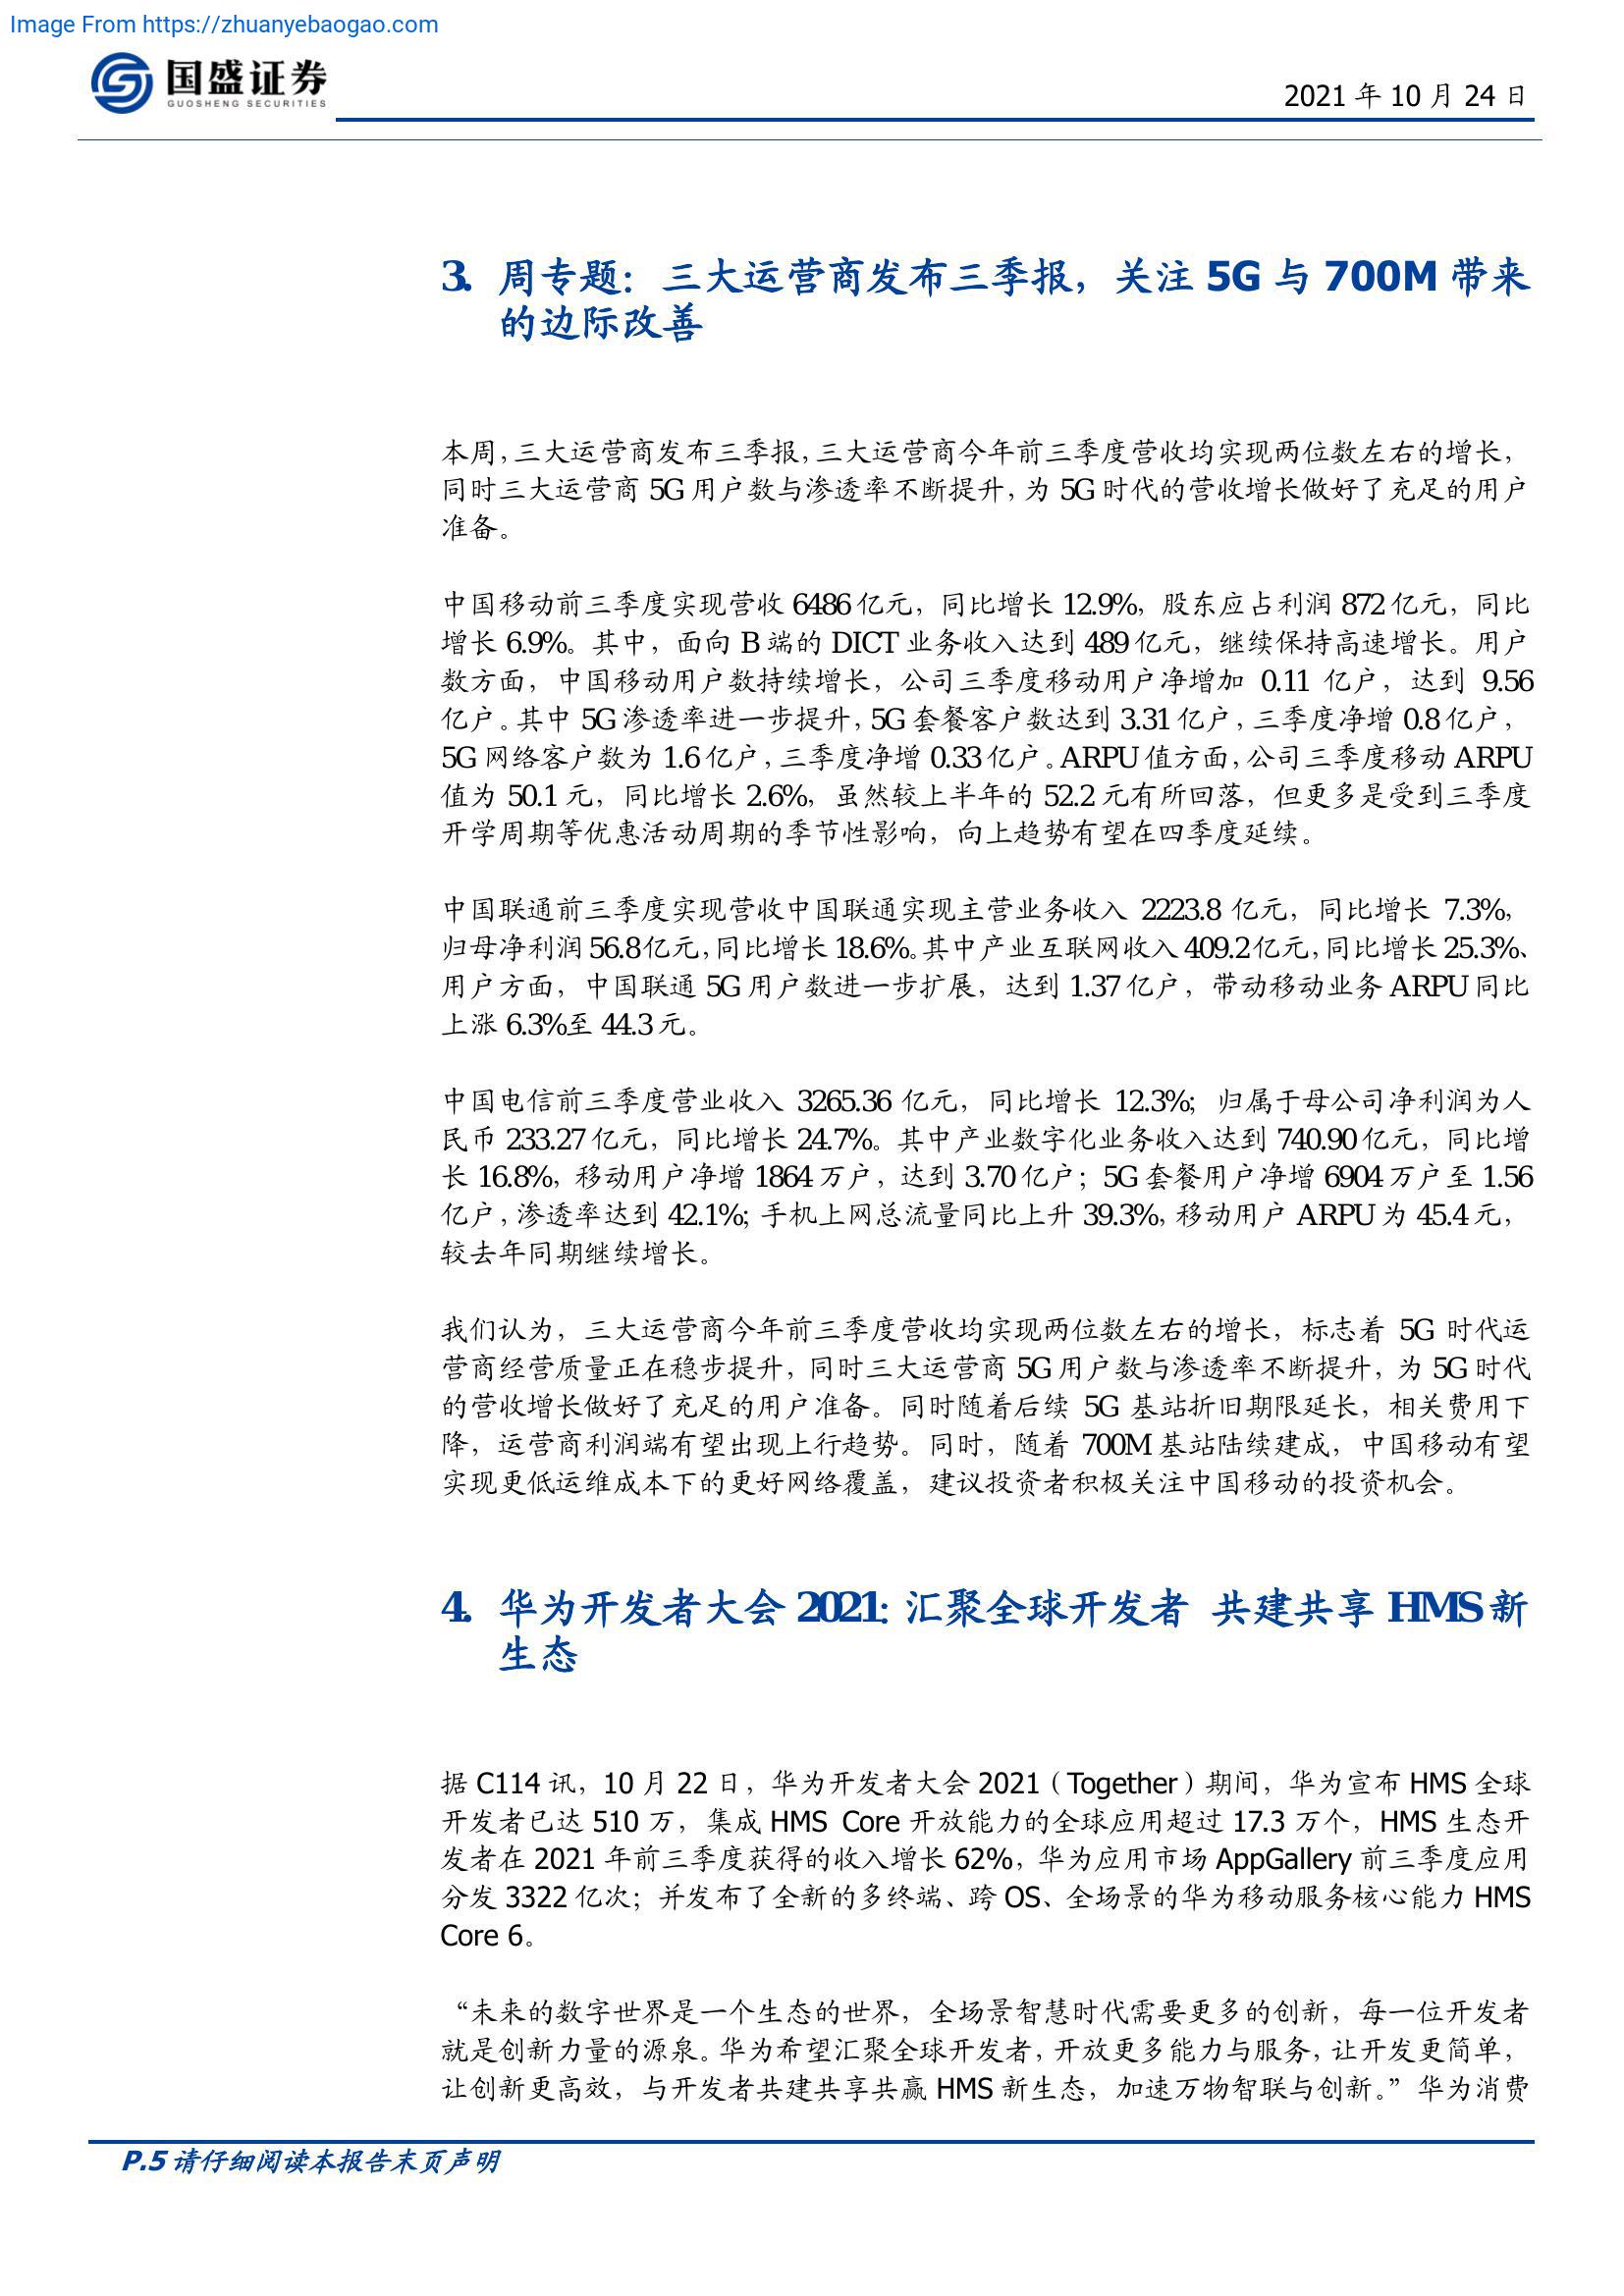 Image From https://zhuanyebaogao.com
国盛证券
GUOSHENG SECURITIES
2021 年 10 月 24 日
3. 周专题：三大运营商发布三季报，关注 5G 与 700M 带来
的边际改善
本周，三大运营商发布三季报，三大运营商今年前三季度营收均实现两位数左右的增长，
同时三大运营商 5G 用户数与渗透率不断提升，为 5G 时代的营收增长做好了充足的用户
准备。
中国移动前三季度实现营收 6486 亿元，同比增长 12.9%，股东应占利润 872 亿元，同比
增长 6.9%。其中，面向 B 端的 DICT 业务收入达到 489 亿元，继续保持高速增长。用户
数方面，中国移动用户数持续增长，公司三季度移动用户净增加 0.11 亿户，达到 9.56
亿户。其中 5G 渗透率进一步提升，5G 套餐客户数达到 3.31 亿户，三季度净增 0.8 亿户，
5G 网络客户数为 1.6 亿户，三季度净增 0.33 亿户。ARPU 值方面，公司三季度移动 ARPU
值为 50.1 元，同比增长 2.6%，虽然较上半年的 52.2 元有所回落，但更多是受到三季度
开学周期等优惠活动周期的季节性影响，向上趋势有望在四季度延续。
中国联通前三季度实现营收中国联通实现主营业务收入 2223.8 亿元，同比增长 7.3%，
归母净利润 56.8 亿元，同比增长 18.6%。其中产业互联网收入 409.2 亿元，同比增长 25.3%、
用户方面，中国联通 5G 用户数进一步扩展，达到 1.37 亿户，带动移动业务 ARPU 同比
上涨 6.3%至 44.3 元。
中国电信前三季度营业收入 3265.36 亿元，同比增长 12.3%；归属于母公司净利润为人
民币 233.27 亿元，同比增长 24.7%。其中产业数字化业务收入达到 740.90 亿元，同比增
长 16.8%，移动用户净增 1864 万户，达到 3.70 亿户；5G 套餐用户净增 6904 万户至 1.56
亿户，渗透率达到 42.1%；手机上网总流量同比上升 39.3%，移动用户 ARPU 为 45.4 元，
较去年同期继续增长。
我们认为，三大运营商今年前三季度营收均实现两位数左右的增长，标志着 5G 时代运
营商经营质量正在稳步提升，同时三大运营商 5G 用户数与渗透率不断提升，为 5G 时代
的营收增长做好了充足的用户准备。同时随着后续 5G 基站折旧期限延长，相关费用下
降，运营商利润端有望出现上行趋势。同时，随着 700M 基站陆续建成，中国移动有望
实现更低运维成本下的更好网络覆盖，建议投资者积极关注中国移动的投资机会。
4. 华为开发者大会 2021：汇聚全球开发者 共建共享 HMS 新
生态
据 C114 讯，10 月 22 日，华为开发者大会 2021（Together）期间，华为宣布 HMS 全球
开发者已达 510 万，集成 HMS Core 开放能力的全球应用超过 17.3 万个，HMS 生态开
发者在 2021 年前三季度获得的收入增长 62%，华为应用市场 AppGallery 前三季度应用
分发 3322 亿次；并发布了全新的多终端、跨 OS、全场景的华为移动服务核心能力 HMS
Core 6。
“未来的数字世界是一个生态的世界，全场景智慧时代需要更多的创新，每一位开发者
就是创新力量的源泉。华为希望汇聚全球开发者，开放更多能力与服务，让开发更简单，
让创新更高效，与开发者共建共享共赢 HMS 新生态，加速万物智联与创新。”华为消费
P.5 请仔细阅读本报告末页声明